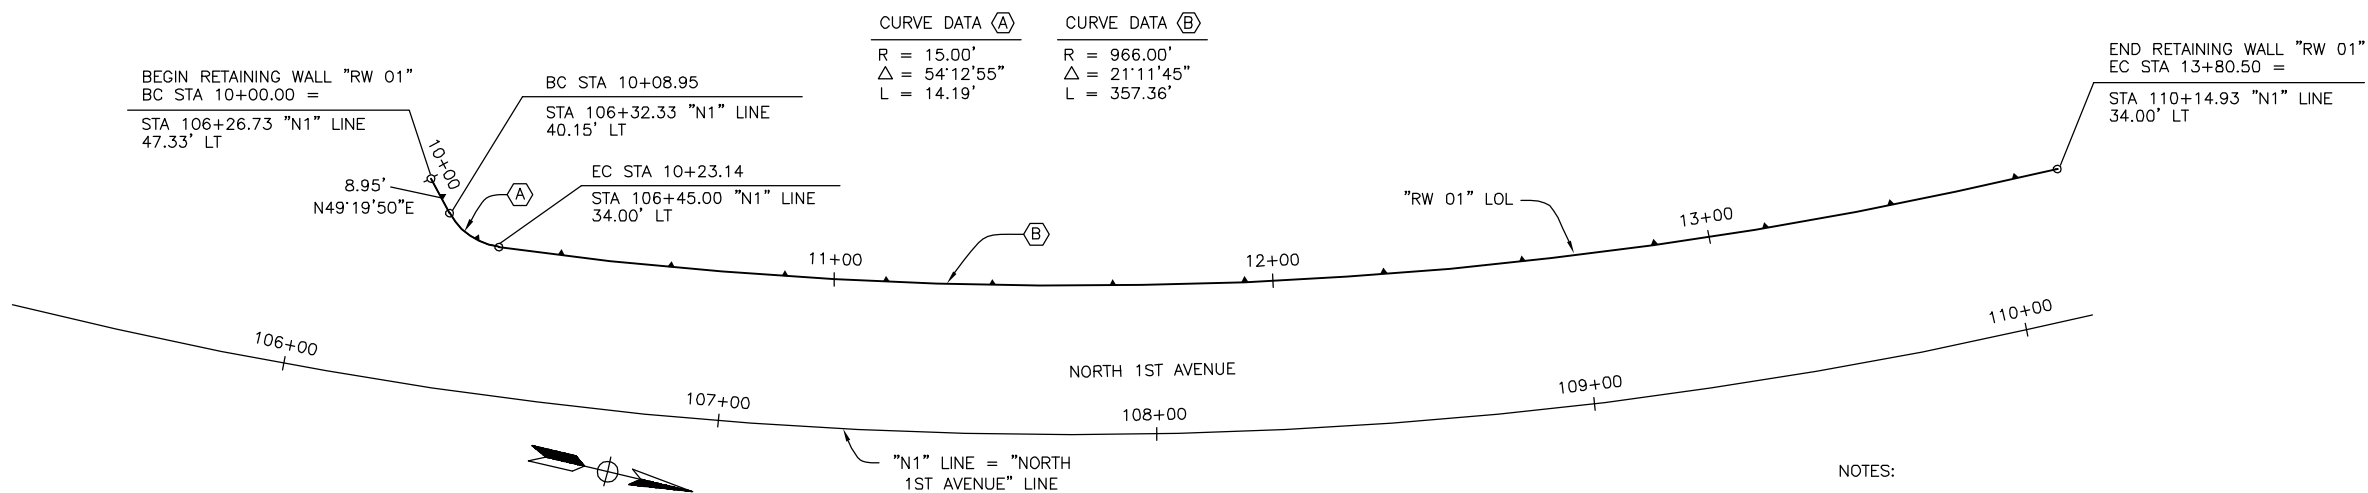 CURVE DATA A
R = 15.00'
Δ = 54°12'55"
L = 14.19'
CURVE DATA B
R = 966.00'
Δ = 21°11'45"
L = 357.36'
BEGIN RETAINING WALL "RW 01"
BC STA 10+00.00 =
STA 106+26.73 "N1" LINE
47.33' LT
BC STA 10+08.95
STA 106+32.33 "N1" LINE
40.15' LT
END RETAINING WALL "RW 01"
EC STA 13+80.50 =
STA 110+14.93 "N1" LINE
34.00' LT
10+00
EC STA 10+23.14
STA 106+45.00 "N1" LINE
34.00' LT
8.95'
N49°19'50"E
A
"RW 01" LOL
B
11+00
12+00
13+00
106+00
107+00
108+00
109+00
110+00
NORTH 1ST AVENUE
"N1" LINE = "NORTH
1ST AVENUE" LINE
NOTES: